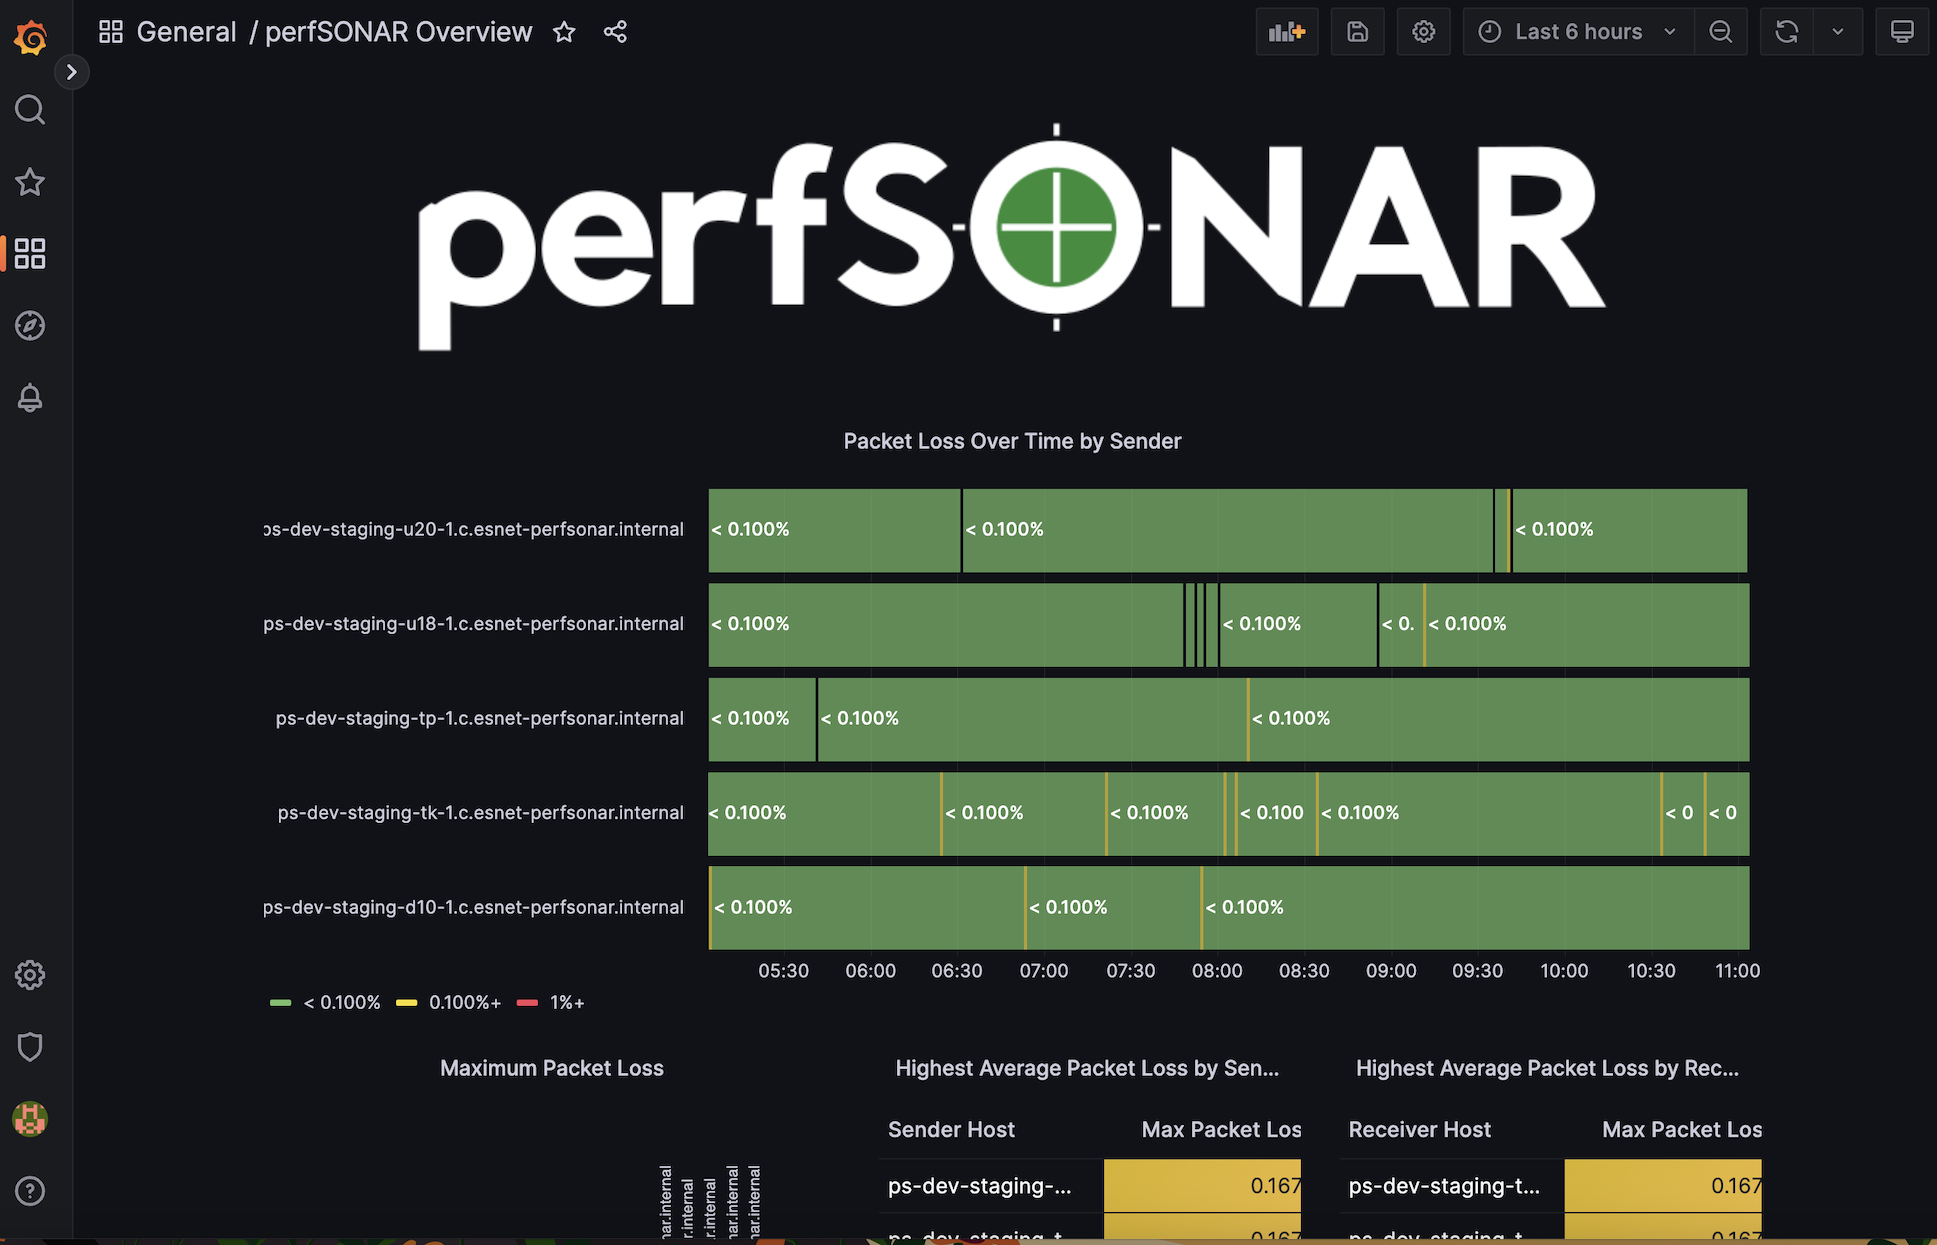 General / perfSONAR Overview
Last 6 hours
perfSONAR
Packet Loss Over Time by Sender
ps-dev-staging-u20-1.c.esnet-perfsonar.internal
< 0.100% < 0.100% < 0.100%
ps-dev-staging-u18-1.c.esnet-perfsonar.internal
< 0.100% < 0.100% < 0. < 0.100%
ps-dev-staging-tp-1.c.esnet-perfsonar.internal
< 0.100% < 0.100% < 0.100%
ps-dev-staging-tk-1.c.esnet-perfsonar.internal
< 0.100% < 0.100% < 0.100% < 0.100 < 0.100% < 0 < 0
ps-dev-staging-d10-1.c.esnet-perfsonar.internal
< 0.100% < 0.100% < 0.100%
05:30 06:00 06:30 07:00 07:30 08:00 08:30 09:00 09:30 10:00 10:30 11:00
< 0.100% 0.100%+ 1%+
Maximum Packet Loss
nar.internal
r.internal
r.internal
nar.internal
nar.internal
Highest Average Packet Loss by Sen...
Sender Host Max Packet Los
ps-dev-staging-... 0.167
Highest Average Packet Loss by Rec...
Receiver Host Max Packet Los
ps-dev-staging-t... 0.167